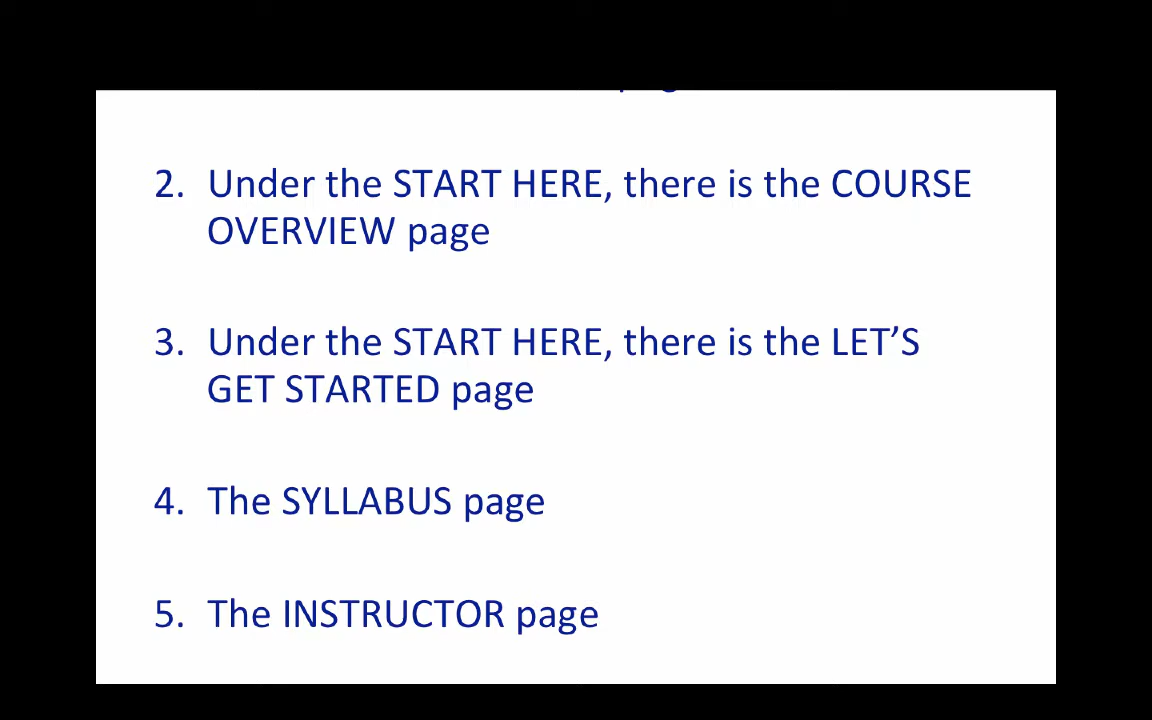 2. Under the START HERE, there is the COURSE
OVERVIEW page
3. Under the START HERE, there is the LET’S
GET STARTED page
4. The SYLLABUS page
5. The INSTRUCTOR page